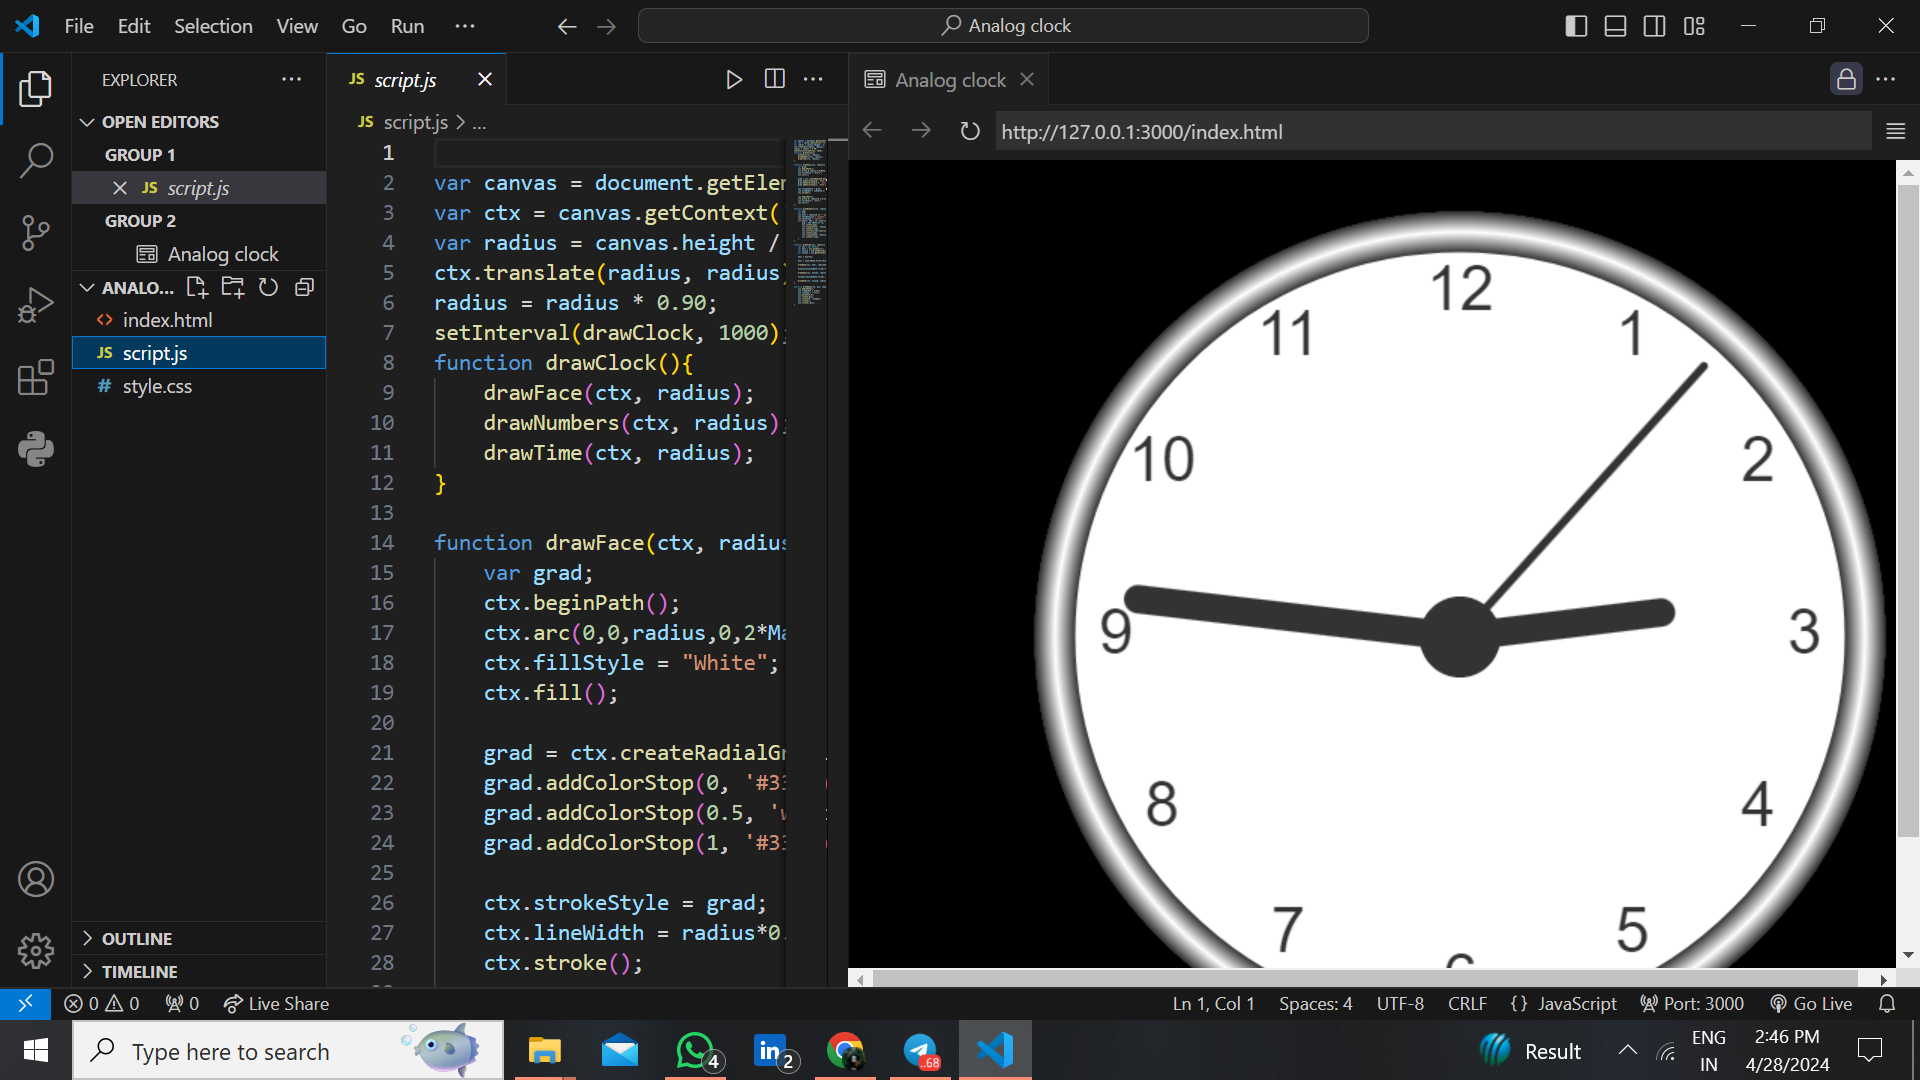 File Edit Selection View Go Run ...
Analog clock
EXPLORER
OPEN EDITORS
GROUP 1
JS script.js
GROUP 2
Analog clock
ANALO...
index.html
JS script.js
# style.css
OUTLINE
TIMELINE
JS script.js
JS script.js > ...
1
2 var canvas = document.getElem
3 var ctx = canvas.getContext(
4 var radius = canvas.height /
5 ctx.translate(radius, radius)
6 radius = radius * 0.90;
7 setInterval(drawClock, 1000);
8 function drawClock(){
9 drawFace(ctx, radius);
10 drawNumbers(ctx, radius);
11 drawTime(ctx, radius);
12 }
13
14 function drawFace(ctx, radius
15 var grad;
16 ctx.beginPath();
17 ctx.arc(0,0,radius,0,2*Ma
18 ctx.fillStyle = "White";
19 ctx.fill();
20
21 grad = ctx.createRadialGr
22 grad.addColorStop(0, '#33
23 grad.addColorStop(0.5, 'w
24 grad.addColorStop(1, '#33
25
26 ctx.strokeStyle = grad;
27 ctx.lineWidth = radius*0.
28 ctx.stroke();
Analog clock
http://127.0.0.1:3000/index.html
12
11 1
10 2
9 3
8 4
7 5
6
0 0 0 Live Share
Ln 1, Col 1 Spaces: 4 UTF-8 CRLF {} JavaScript Port: 3000 Go Live
Type here to search
4
in 2
..68
Result
ENG
IN
2:46 PM
4/28/2024